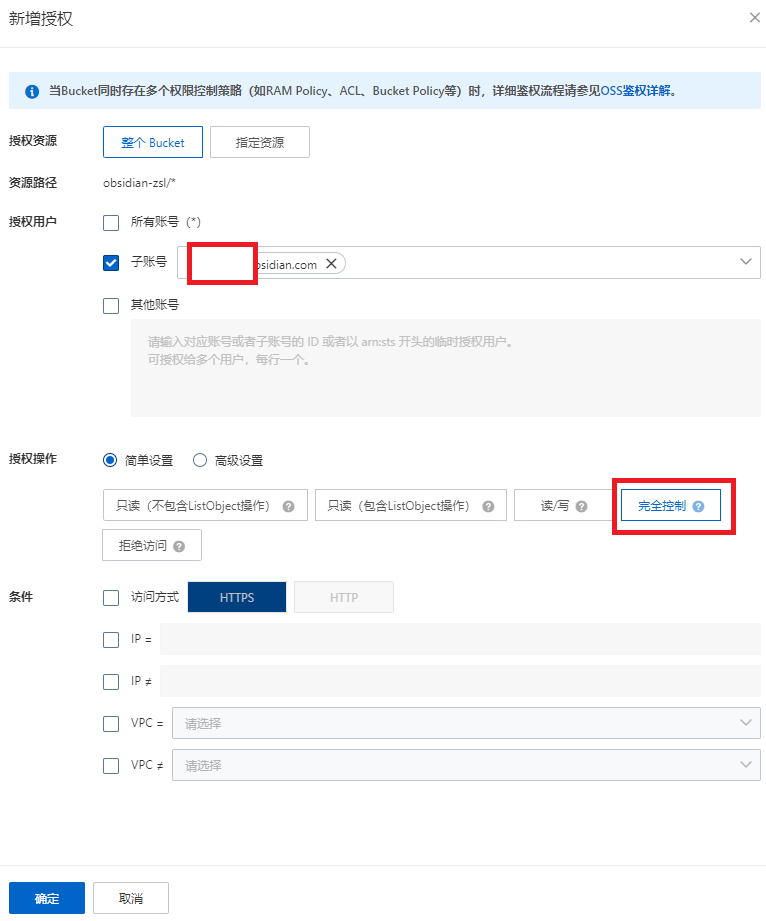 新增授权
当Bucket同时存在多个权限控制策略（如RAM Policy、ACL、Bucket Policy等）时，详细鉴权流程请参见OSS鉴权详解。
授权资源 整个 Bucket 指定资源
资源路径 obsidian-zsl/*
授权用户 所有账号 (*)
子账号 bsidian.com
其他账号
请输入对应账号或者子账号的 ID 或者以 arn:sts 开头的临时授权用户。
可授权给多个用户，每行一个。
授权操作 简单设置 高级设置
只读（不包含ListObject操作） 只读（包含ListObject操作） 读/写 完全控制
拒绝访问
条件 访问方式 HTTPS HTTP
IP =
IP ≠
VPC = 请选择
VPC ≠ 请选择
确定 取消